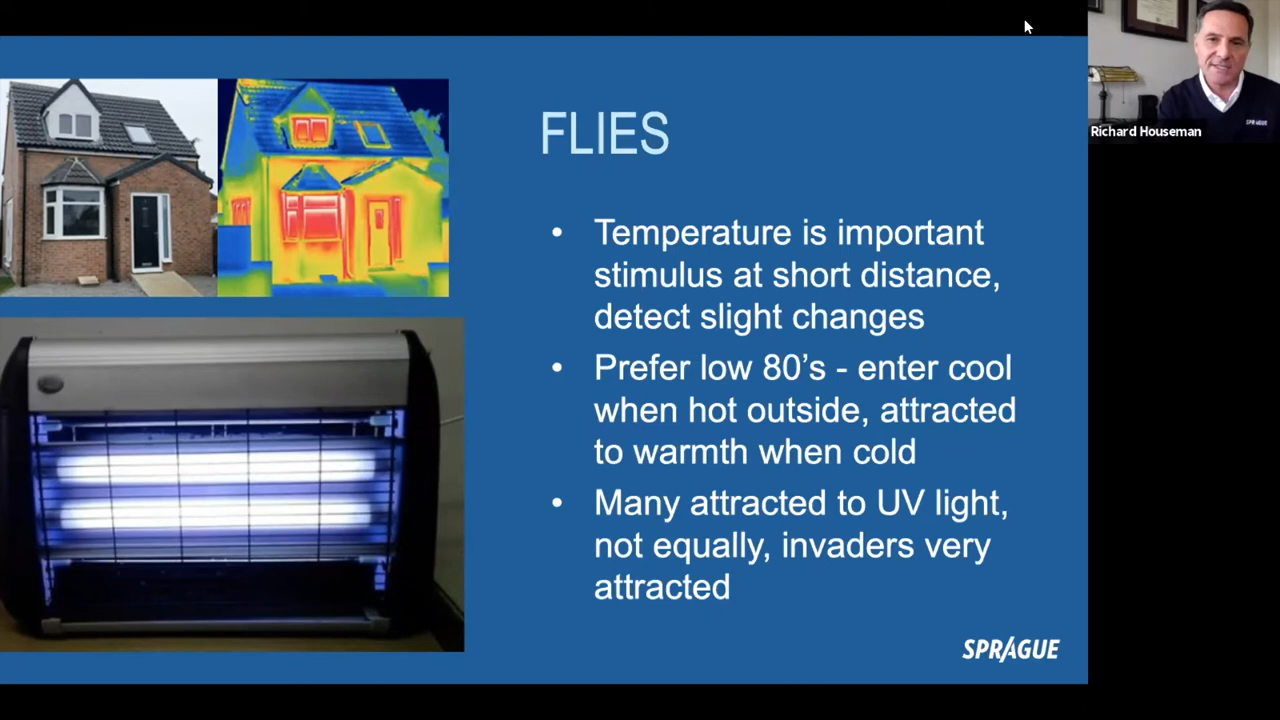 FLIES
• Temperature is important
stimulus at short distance,
detect slight changes
• Prefer low 80’s - enter cool
when hot outside, attracted
to warmth when cold
• Many attracted to UV light,
not equally, invaders very
attracted
SPRAGUE
Richard Houseman
SPRAGUE